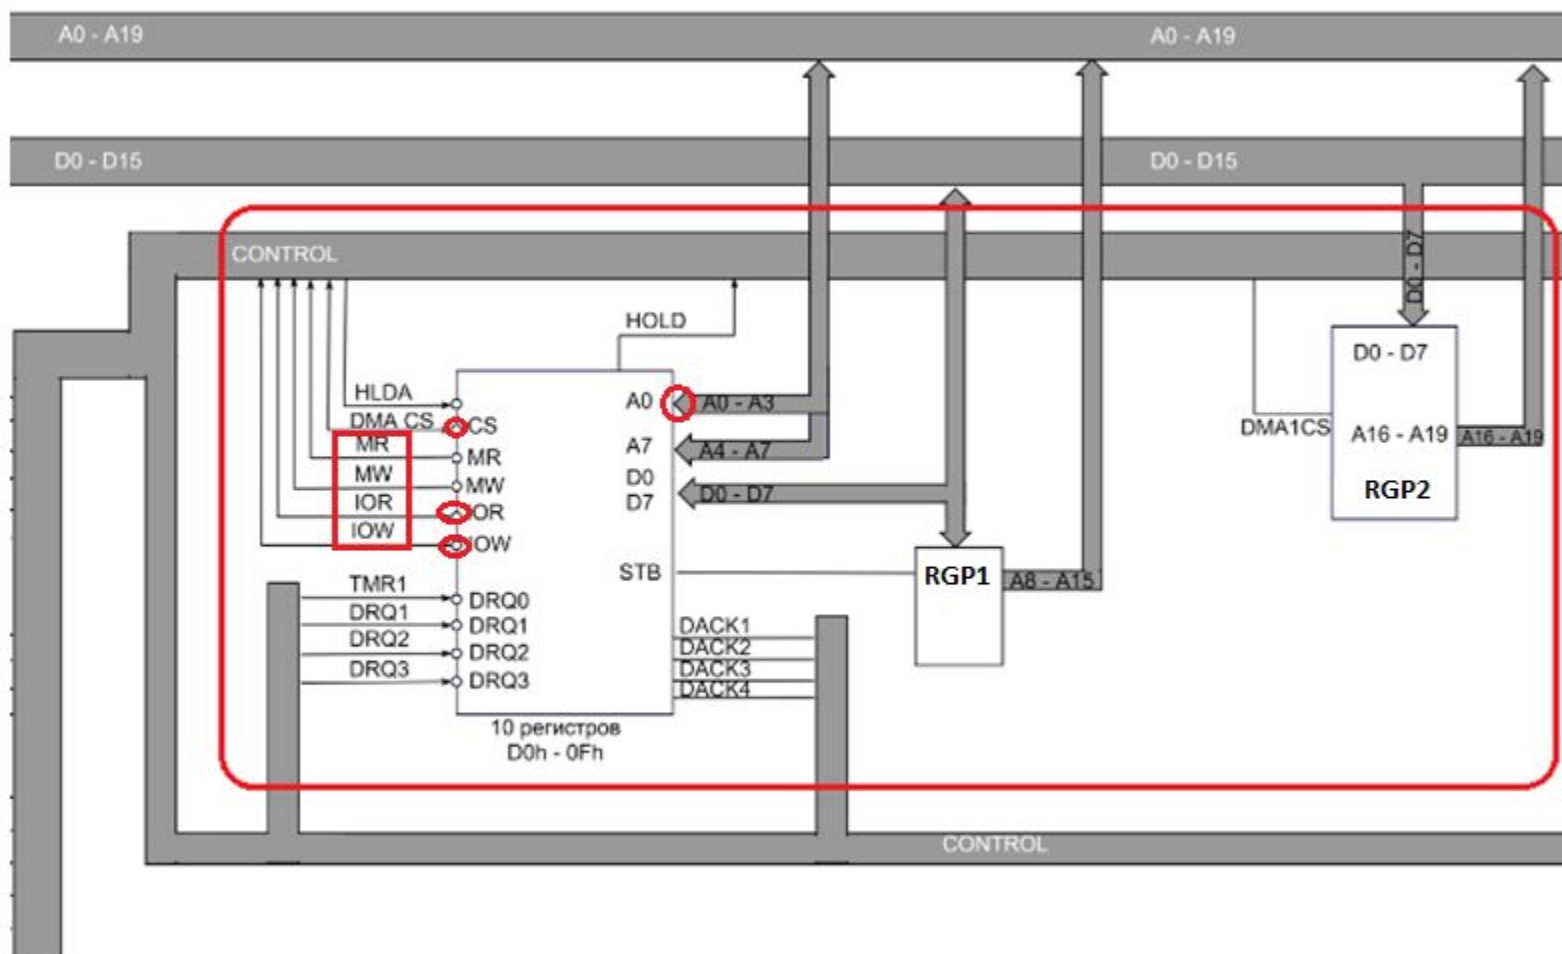 A0 - A19
A0 - A19
D0 - D15
D0 - D15
CONTROL
D0 - D7
HOLD
HLDA
DMA CS
MR
MW
IOR
IOW
CS
MR
MW
IOR
IOW
A0
A7
D0
D7
STB
A0 - A3
A4 - A7
D0 - D7
TMR1
DRQ1
DRQ2
DRQ3
DRQ0
DRQ1
DRQ2
DRQ3
DACK1
DACK2
DACK3
DACK4
10 регистров
D0h - 0Fh
RGP1
A8 - A15
DMA1CS
D0 - D7
A16 - A19
RGP2
A16 - A19
CONTROL